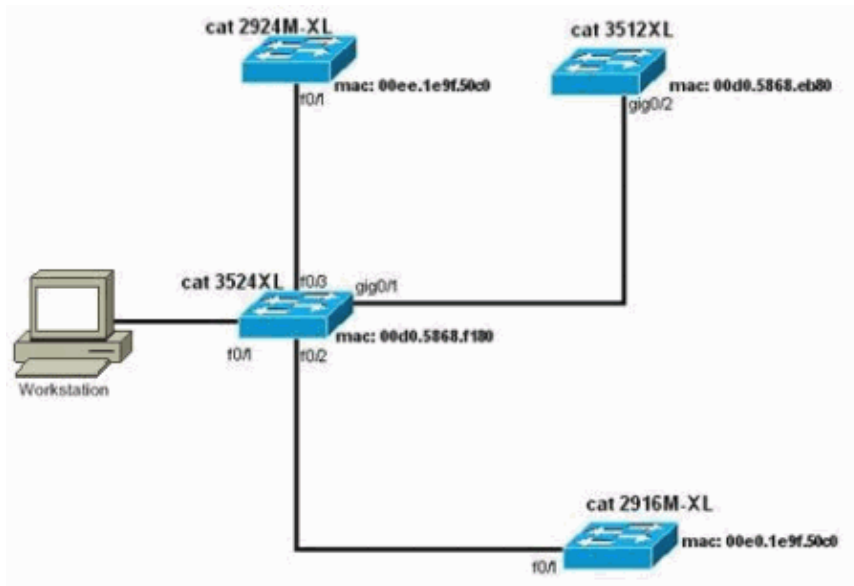 cat 2924M-XL
mac: 00ee.1e9f.50c0
f0/1
cat 3512XL
mac: 00d0.5868.eb80
gig0/2
cat 3524XL
f0/3
gig0/1
mac: 00d0.5868.f180
f0/1
f0/2
Workstation
cat 2916M-XL
mac: 00e0.1e9f.50c0
f0/1